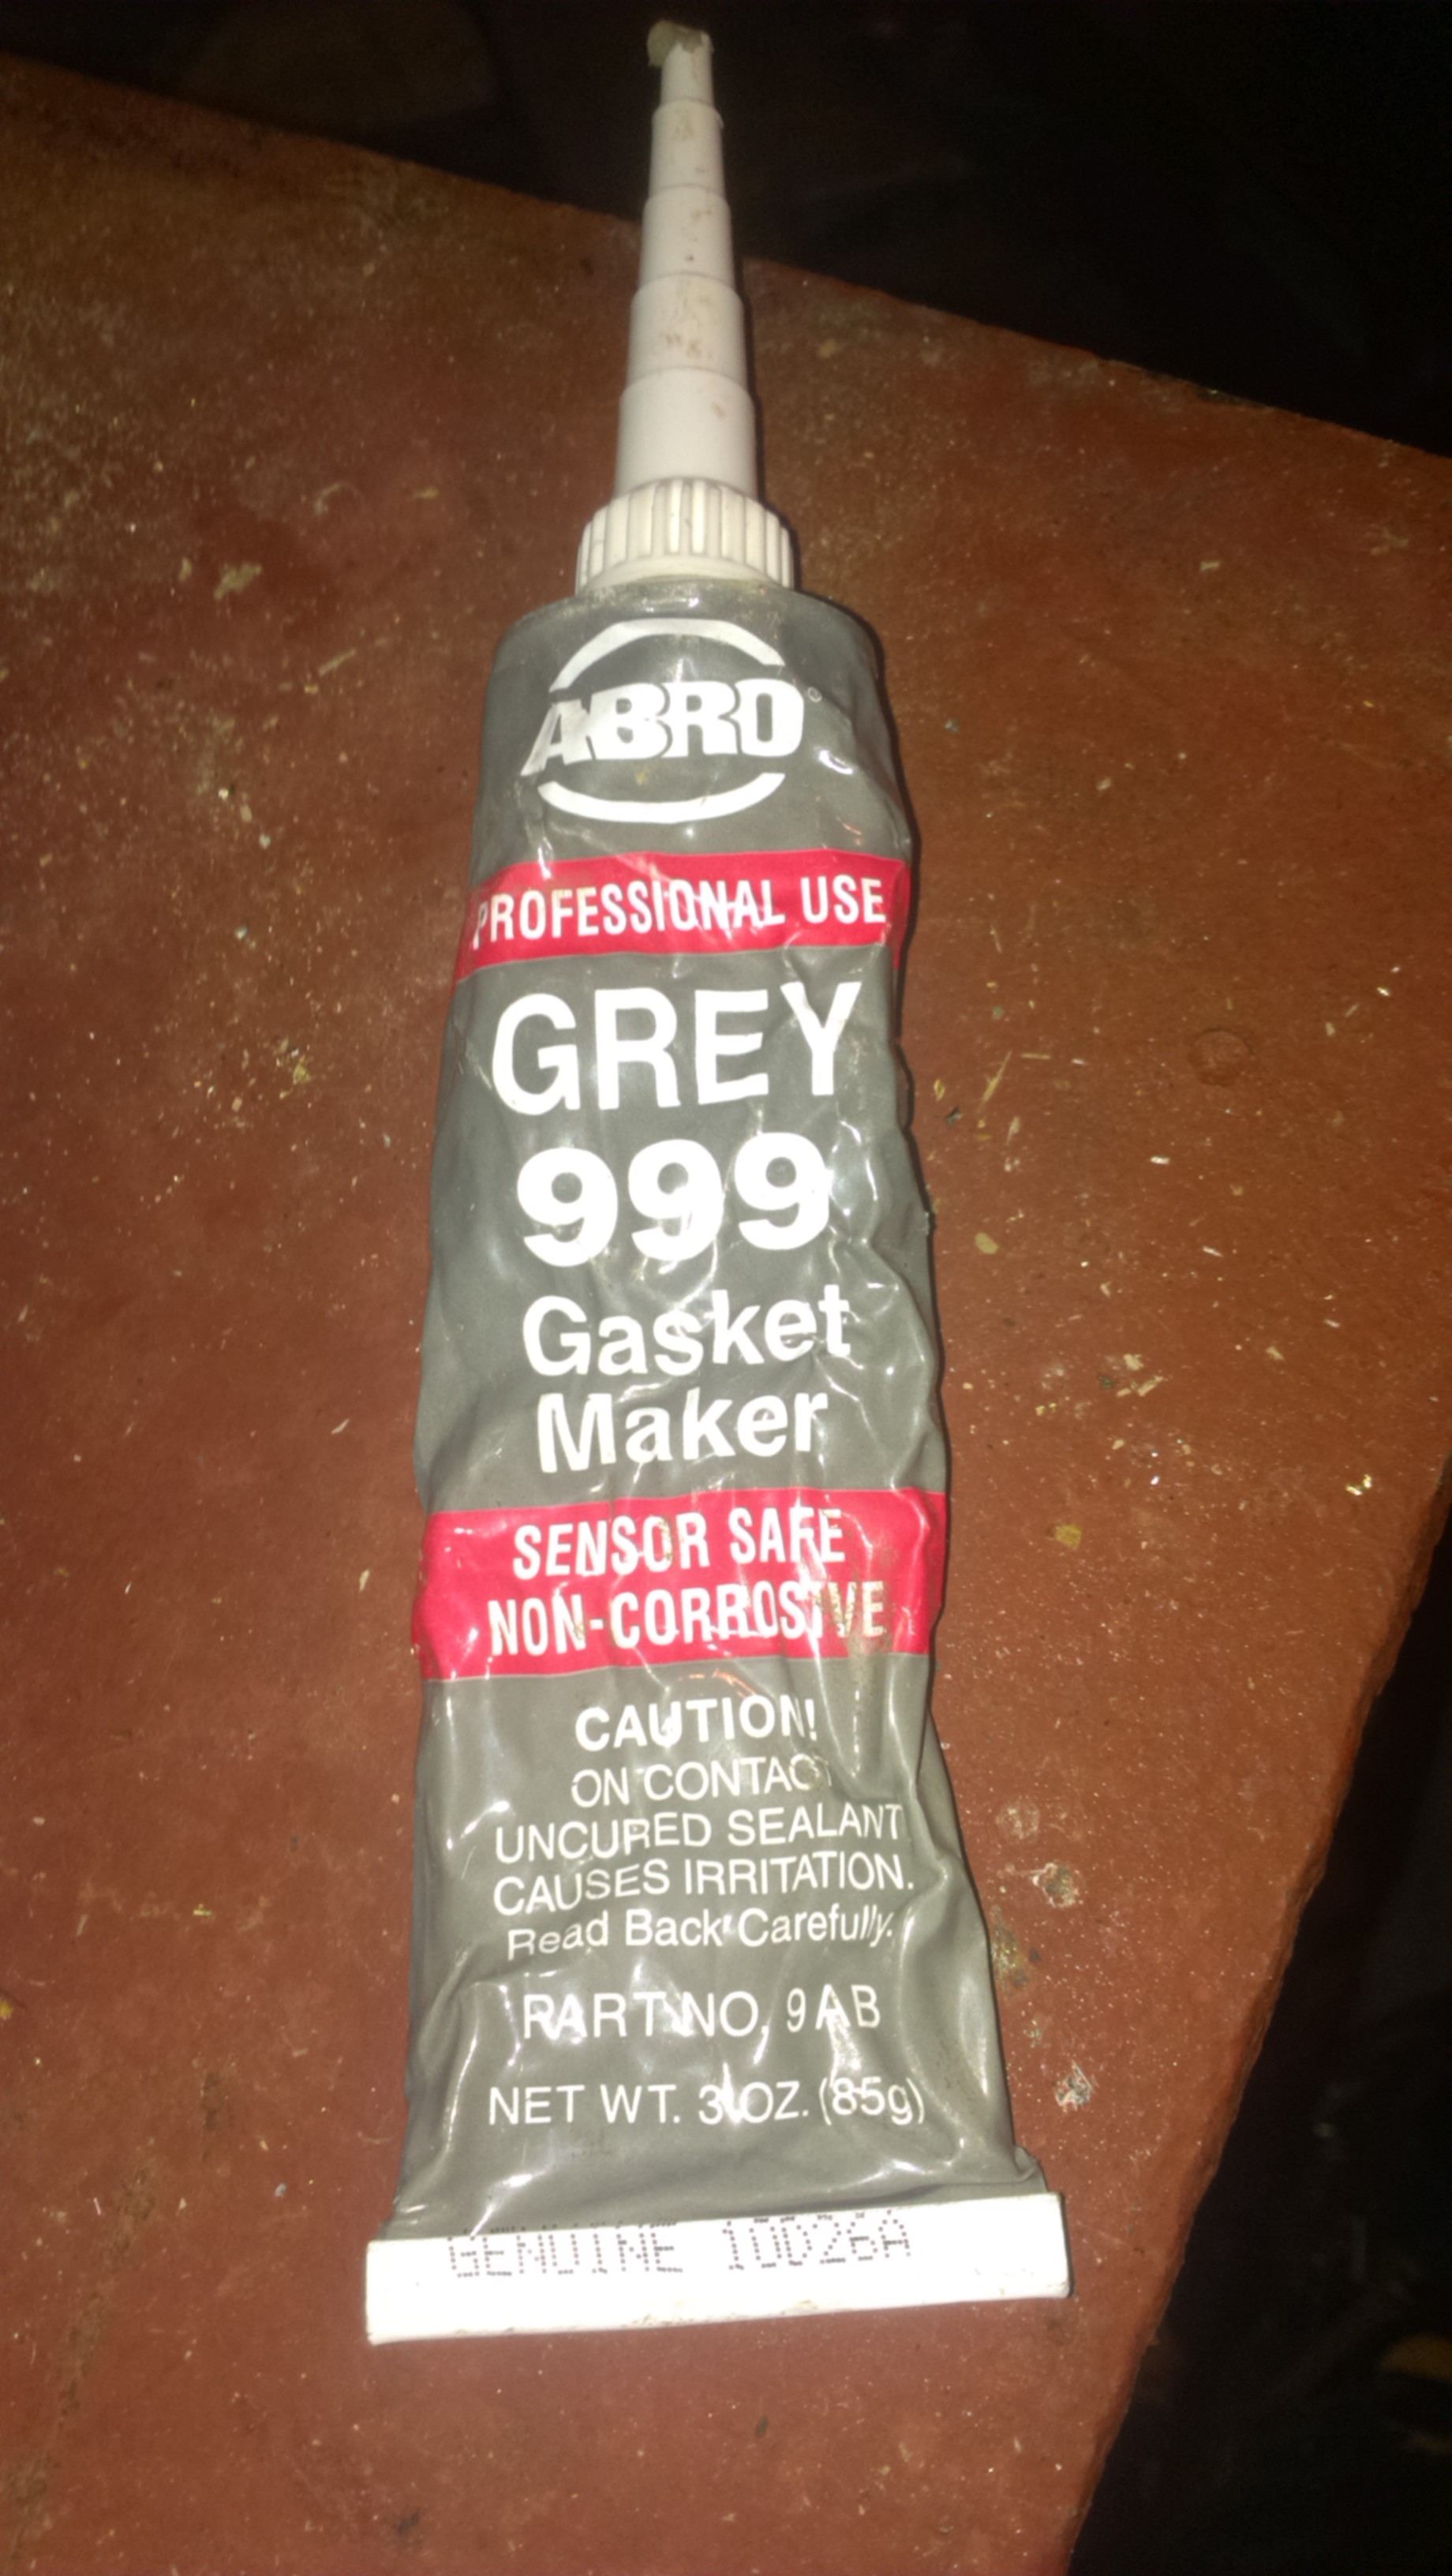 ABRO®
PROFESSIONAL USE
GREY
999
Gasket
Maker
SENSOR SAFE
NON-CORROSIVE
CAUTION!
ON CONTACT
UNCURED SEALANT
CAUSES IRRITATION.
Read Back Carefully.
PART NO. 9AB
NET WT. 3 OZ. (85g)
GENUINE